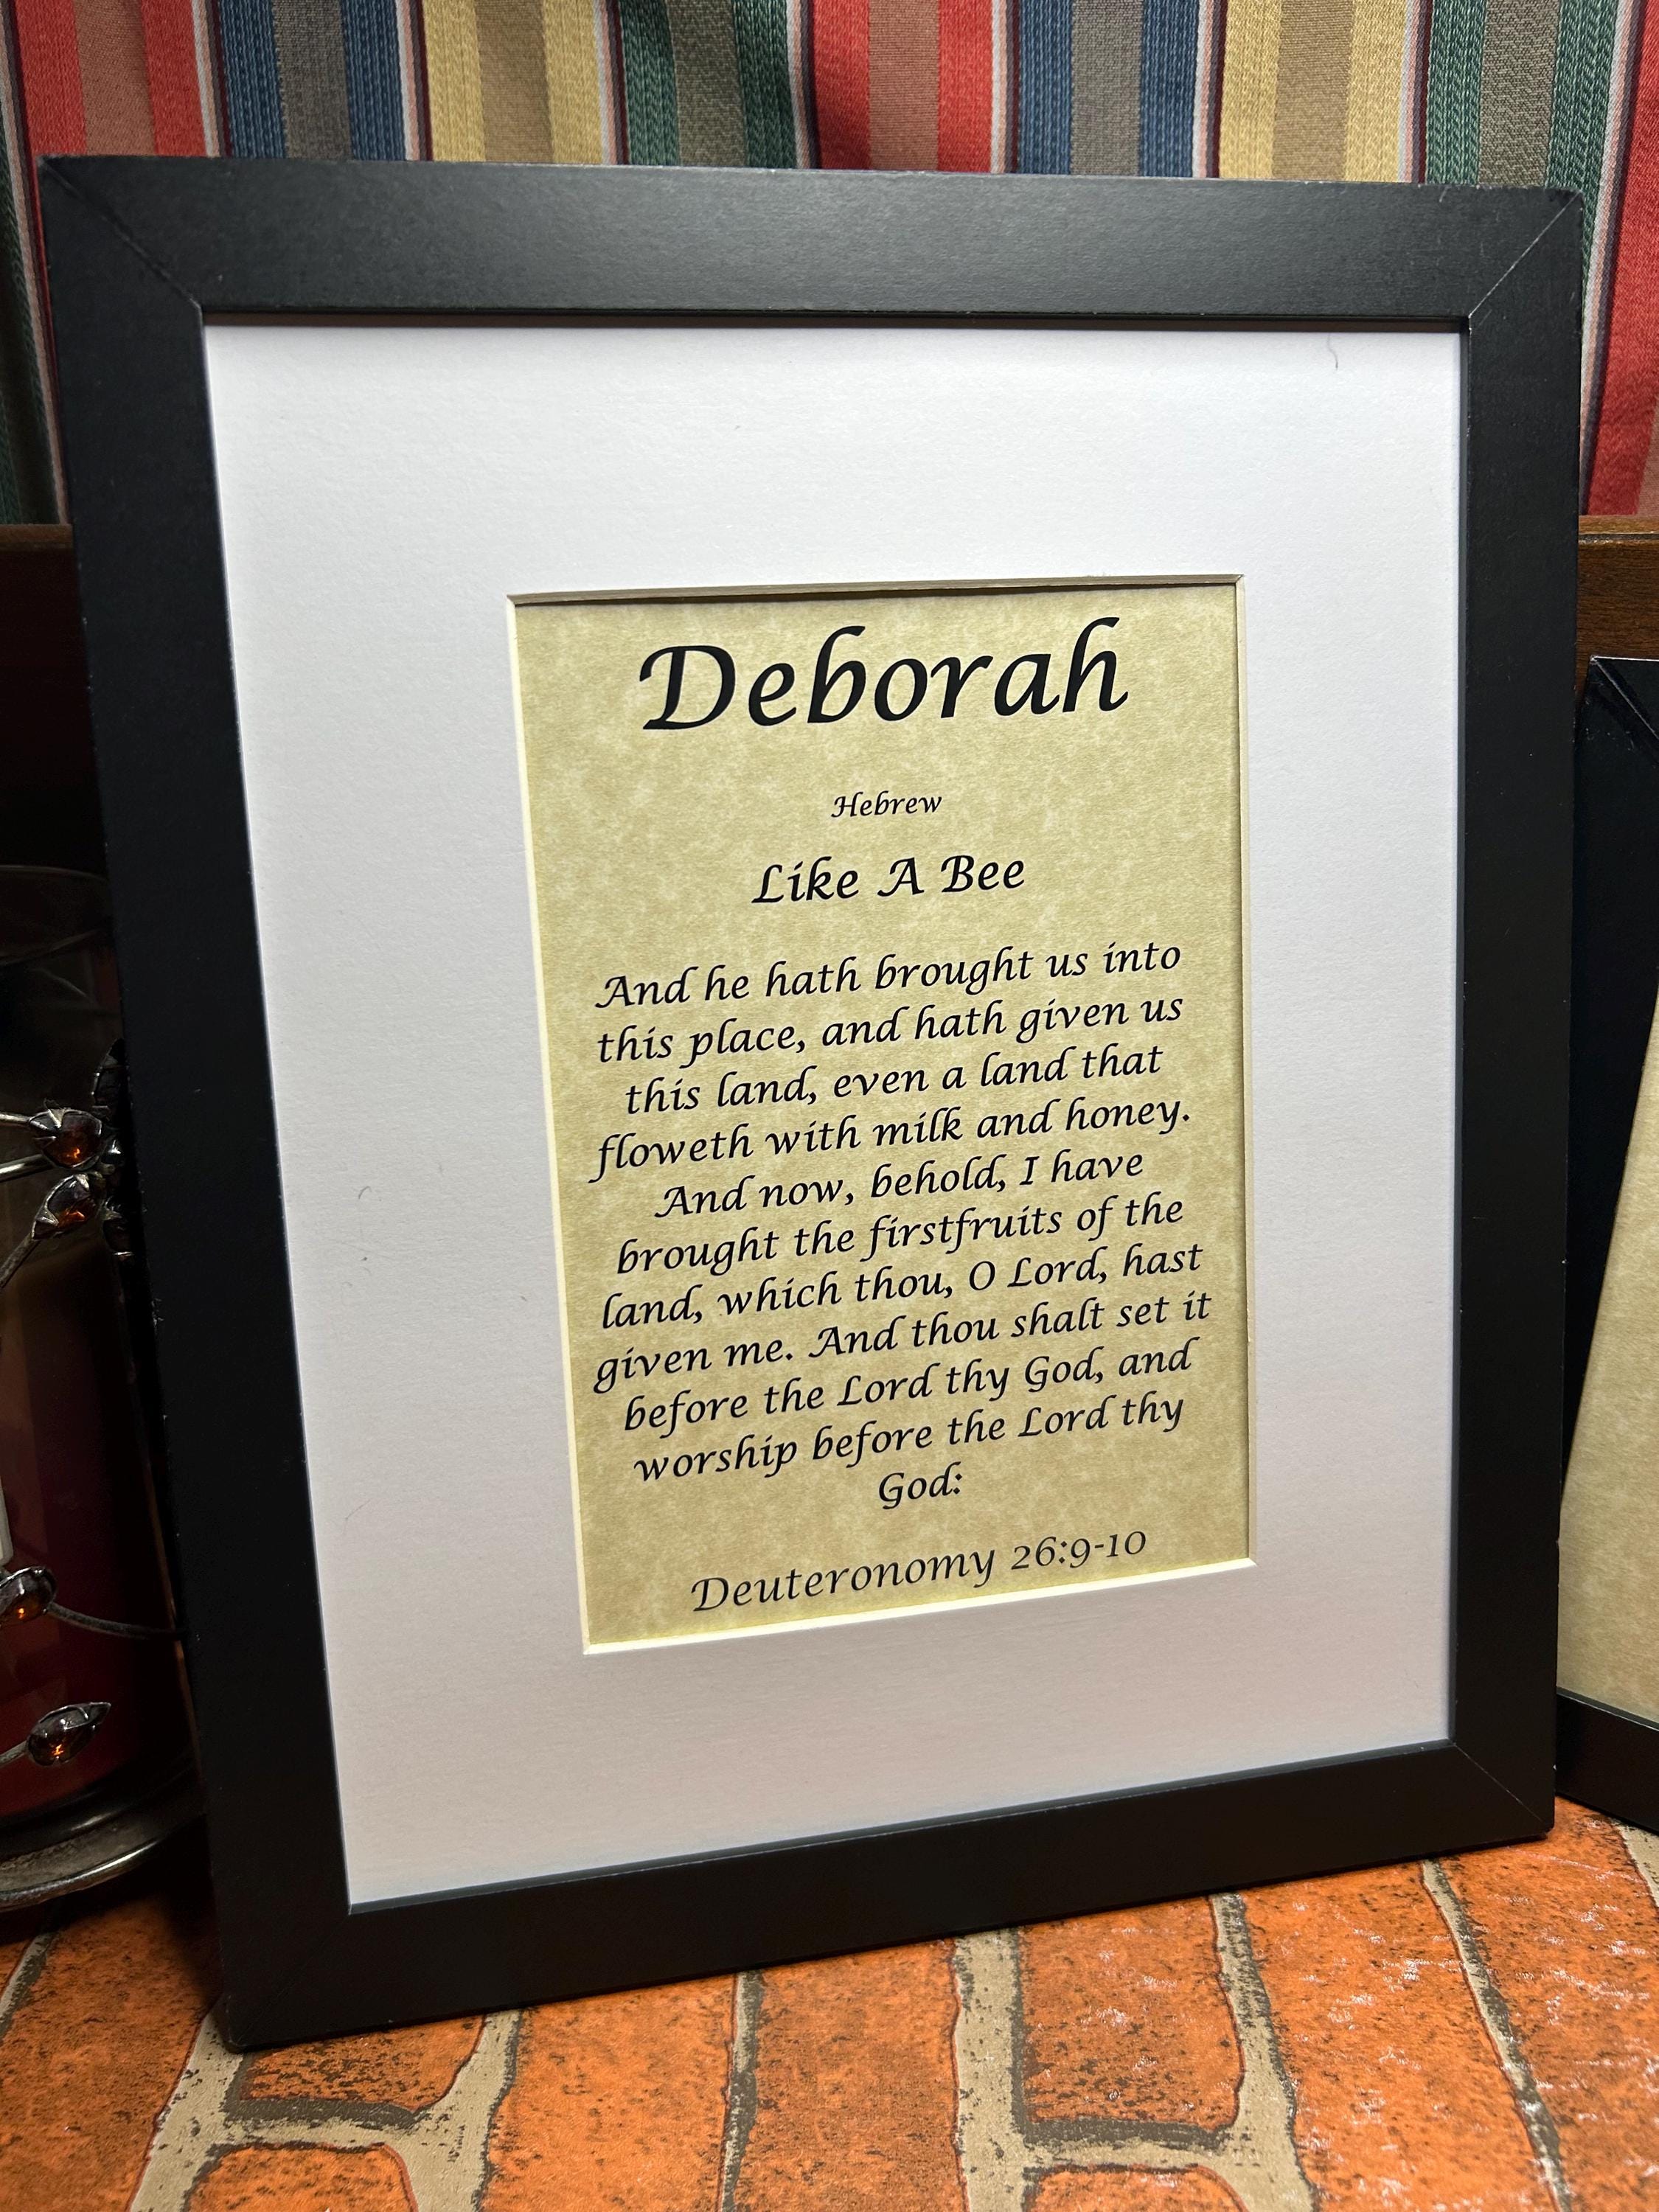 Deborah
Hebrew
Like A Bee
And he hath brought us into
this place, and hath given us
this land, even a land that
floweth with milk and honey.
And now, behold, I have
brought the firstfruits of the
land, which thou, O Lord, hast
given me. And thou shalt set it
before the Lord thy God, and
worship before the Lord thy
God:
Deuteronomy 26:9-10